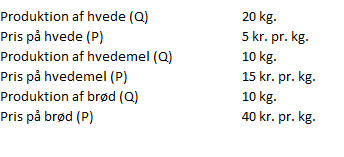 Produktion af hvede (Q) 20 kg.
Pris på hvede (P) 5 kr. pr. kg.
Produktion af hvedemel (Q) 10 kg.
Pris på hvedemel (P) 15 kr. pr. kg.
Produktion af brød (Q) 10 kg.
Pris på brød (P) 40 kr. pr. kg.